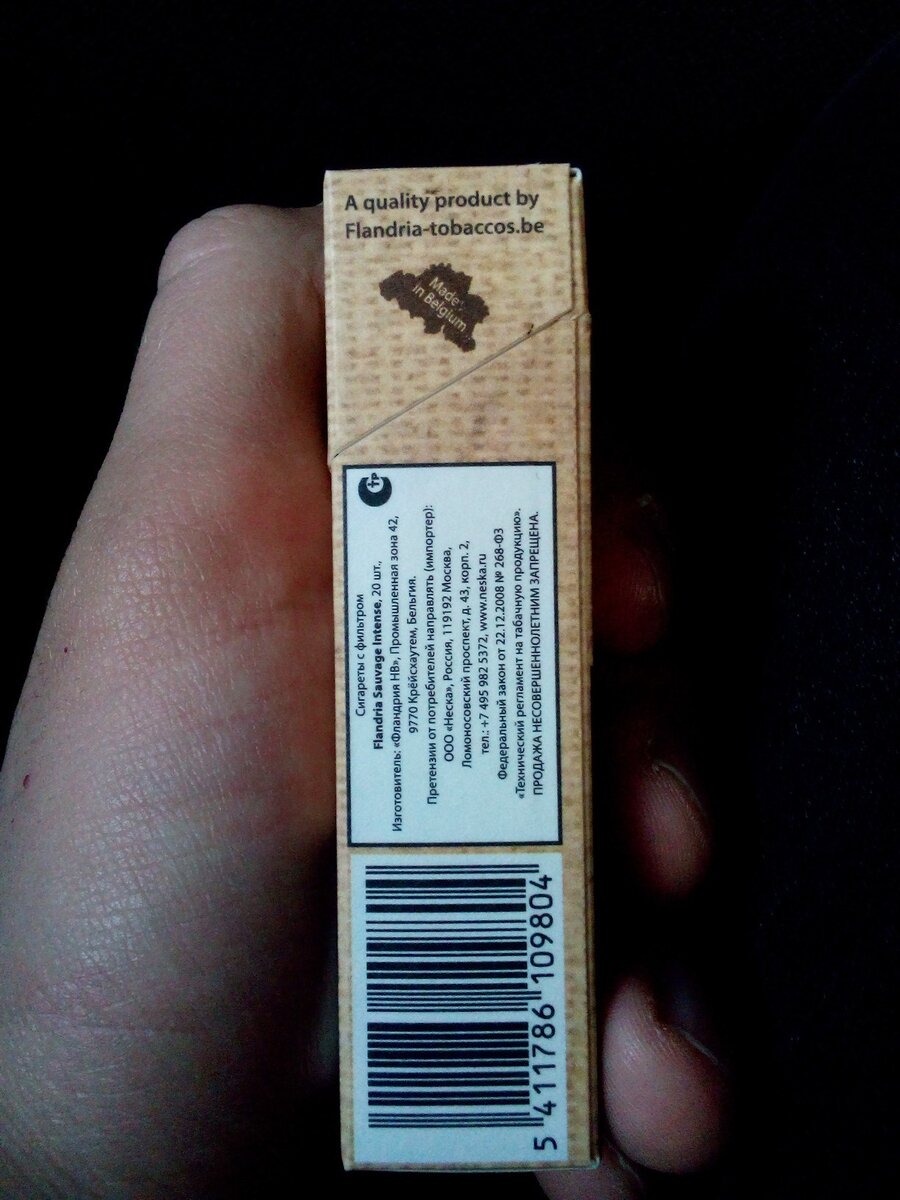 A quality product by
Flandria-tobaccos.be
Made
in Belgium
Сигареты с фильтром
Flandria Sauvage Intense, 20 шт.,
Изготовитель: «Фландрия НВ», Промышленная зона 42,
9770 Крёйсхаутем, Бельгия.
Претензии от потребителей направлять (импортер):
ООО «Неска», Россия, 119192 Москва,
Ломоносовский проспект, д. 43, корп. 2,
тел.: +7 495 982 5372, www.neska.ru
Федеральный закон от 22.12.2008 № 268-ФЗ
«Технический регламент на табачную продукцию».
ПРОДАЖА НЕСОВЕРШЕННОЛЕТНИМ ЗАПРЕЩЕНА.
5 411786 109804